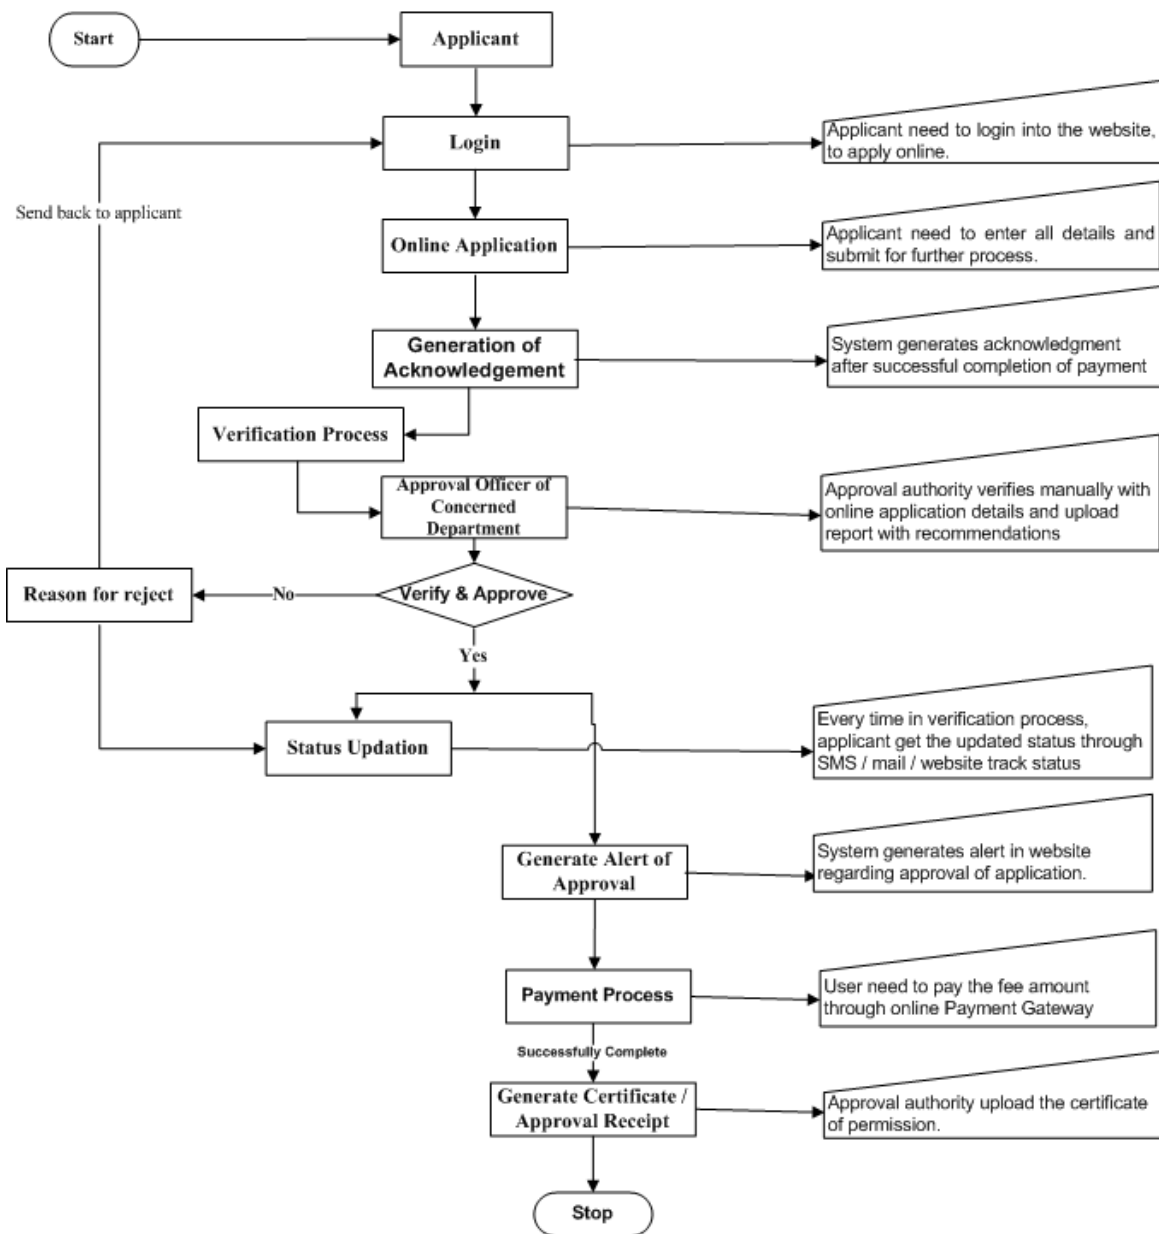 Start
Applicant
Login
Applicant need to login into the website,
to apply online.
Send back to applicant
Online Application
Applicant need to enter all details and
submit for further process.
Generation of
Acknowledgement
System generates acknowledgment
after successful completion of payment
Verification Process
Approval Officer of
Concerned
Department
Approval authority verifies manually with
online application details and upload
report with recommendations
Reason for reject
No
Verify & Approve
Yes
Status Updation
Every time in verification process,
applicant get the updated status through
SMS / mail / website track status
Generate Alert of
Approval
System generates alert in website
regarding approval of application.
Payment Process
User need to pay the fee amount
through online Payment Gateway
Successfully Complete
Generate Certificate /
Approval Receipt
Approval authority upload the certificate
of permission.
Stop